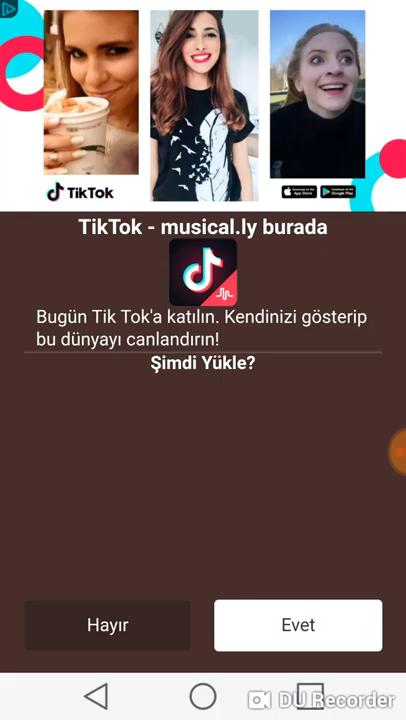 TikTok
TikTok - musical.ly burada
Bugün Tik Tok'a katılın. Kendinizi gösterip
bu dünyayı canlandırın!
Şimdi Yükle?
Hayır
Evet
DU Recorder